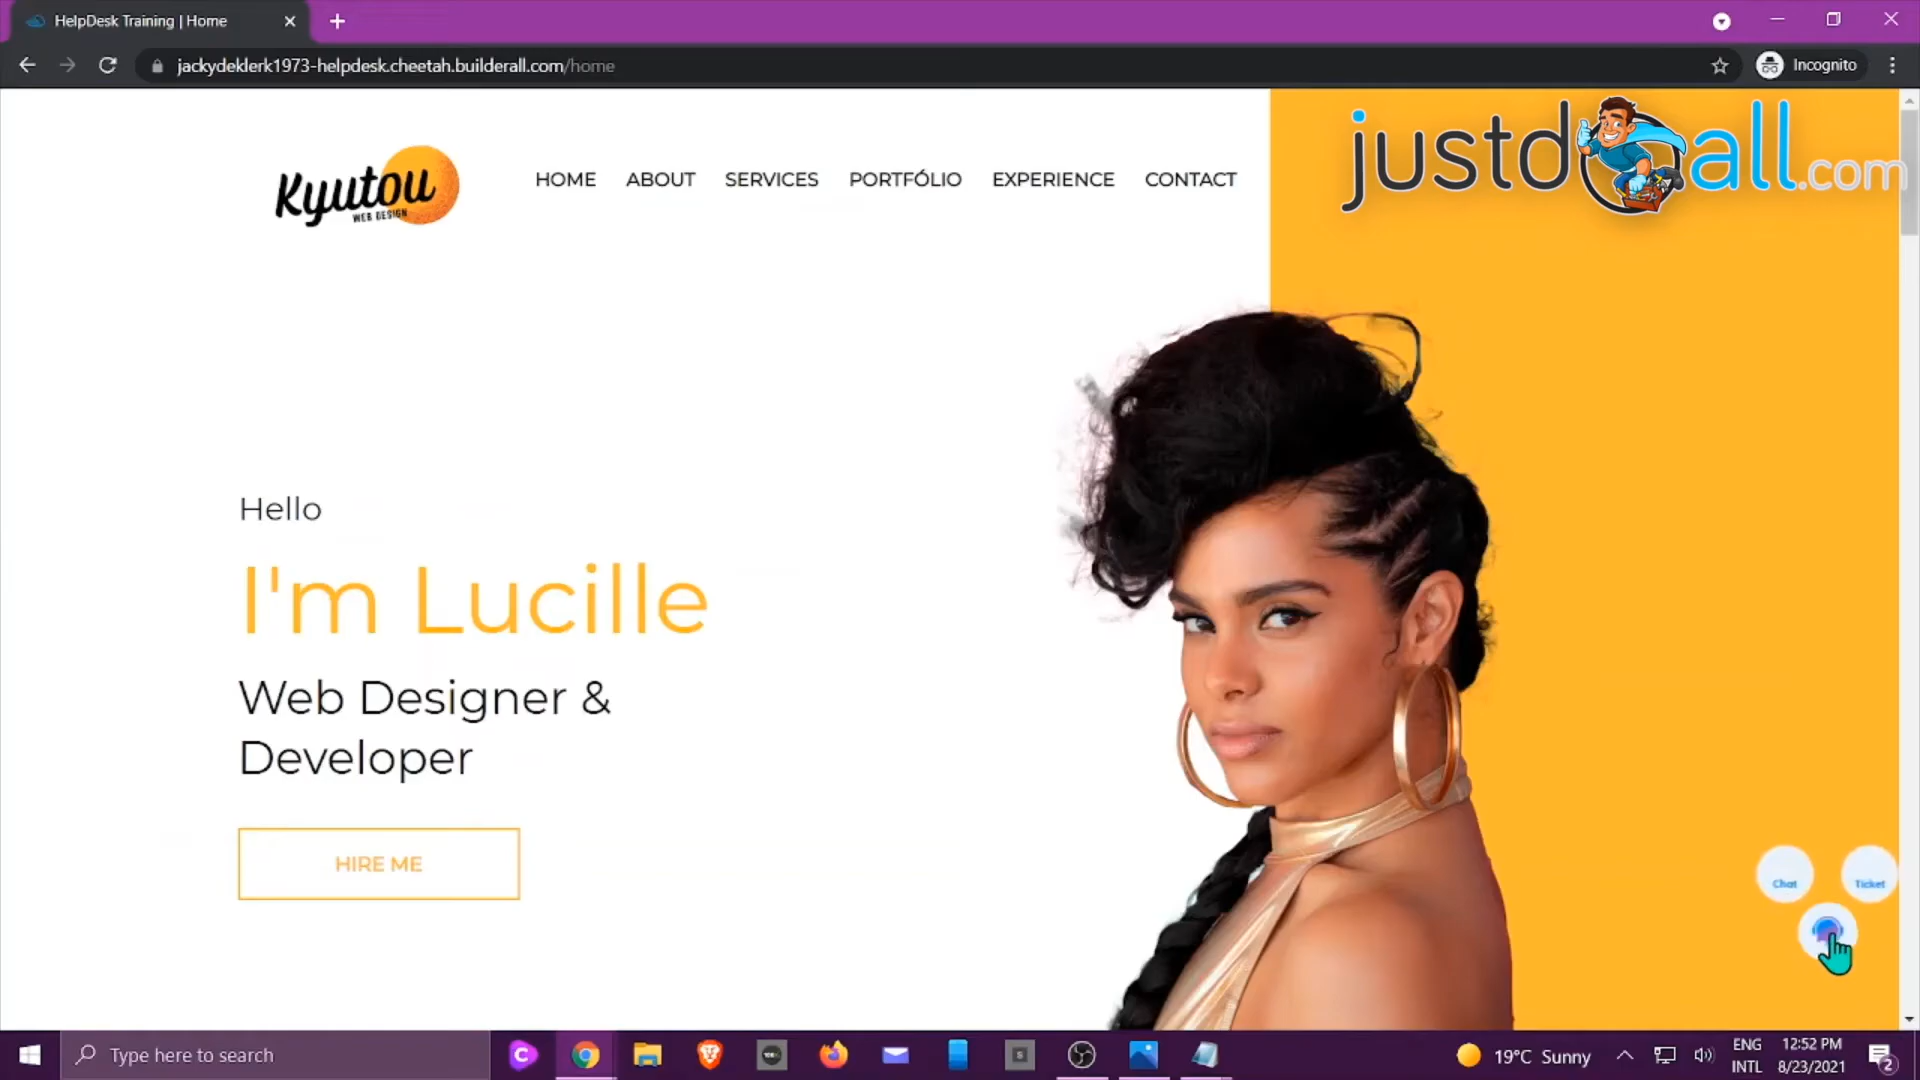 HelpDesk Training | Home
jackydeklerk1973-helpdesk.cheetah.builderall.com/home
Incognito
Kyutou
WEB DESIGN
HOME ABOUT SERVICES PORTFÓLIO EXPERIENCE CONTACT
justdoall.com
Hello
I'm Lucille
Web Designer &
Developer
HIRE ME
Chat
Ticket
Type here to search
19°C Sunny
ENG
INTL
12:52 PM
8/23/2021
2